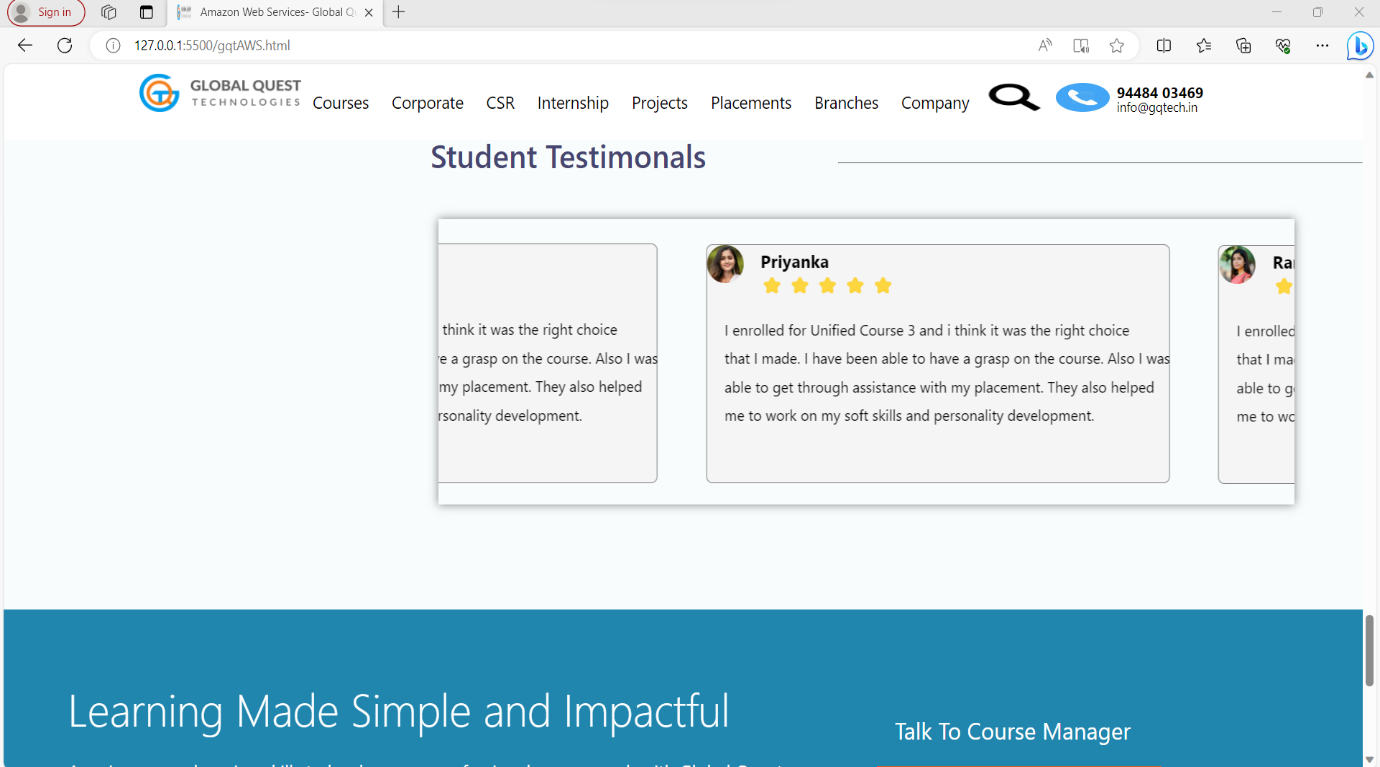 Sign in
Amazon Web Services- Global Q
127.0.0.1:5500/gqtAWS.html
GLOBAL QUEST
TECHNOLOGIES
Courses Corporate CSR Internship Projects Placements Branches Company
94484 03469
info@gqtech.in
Student Testimonals
Priyanka
Ra
think it was the right choice
e a grasp on the course. Also I was
my placement. They also helped
rsonality development.
I enrolled for Unified Course 3 and i think it was the right choice
that I made. I have been able to have a grasp on the course. Also I was
able to get through assistance with my placement. They also helped
me to work on my soft skills and personality development.
I enrolled
that I ma
able to g
me to wo
Learning Made Simple and Impactful
Talk To Course Manager